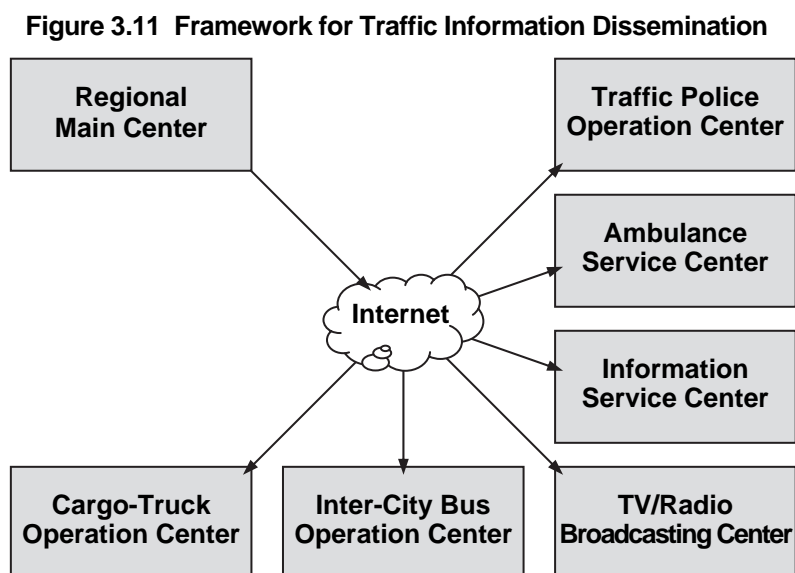 Figure 3.11 Framework for Traffic Information Dissemination
Regional
Main Center
Traffic Police
Operation Center
Ambulance
Service Center
Internet
Information
Service Center
Cargo-Truck
Operation Center
Inter-City Bus
Operation Center
TV/Radio
Broadcasting Center